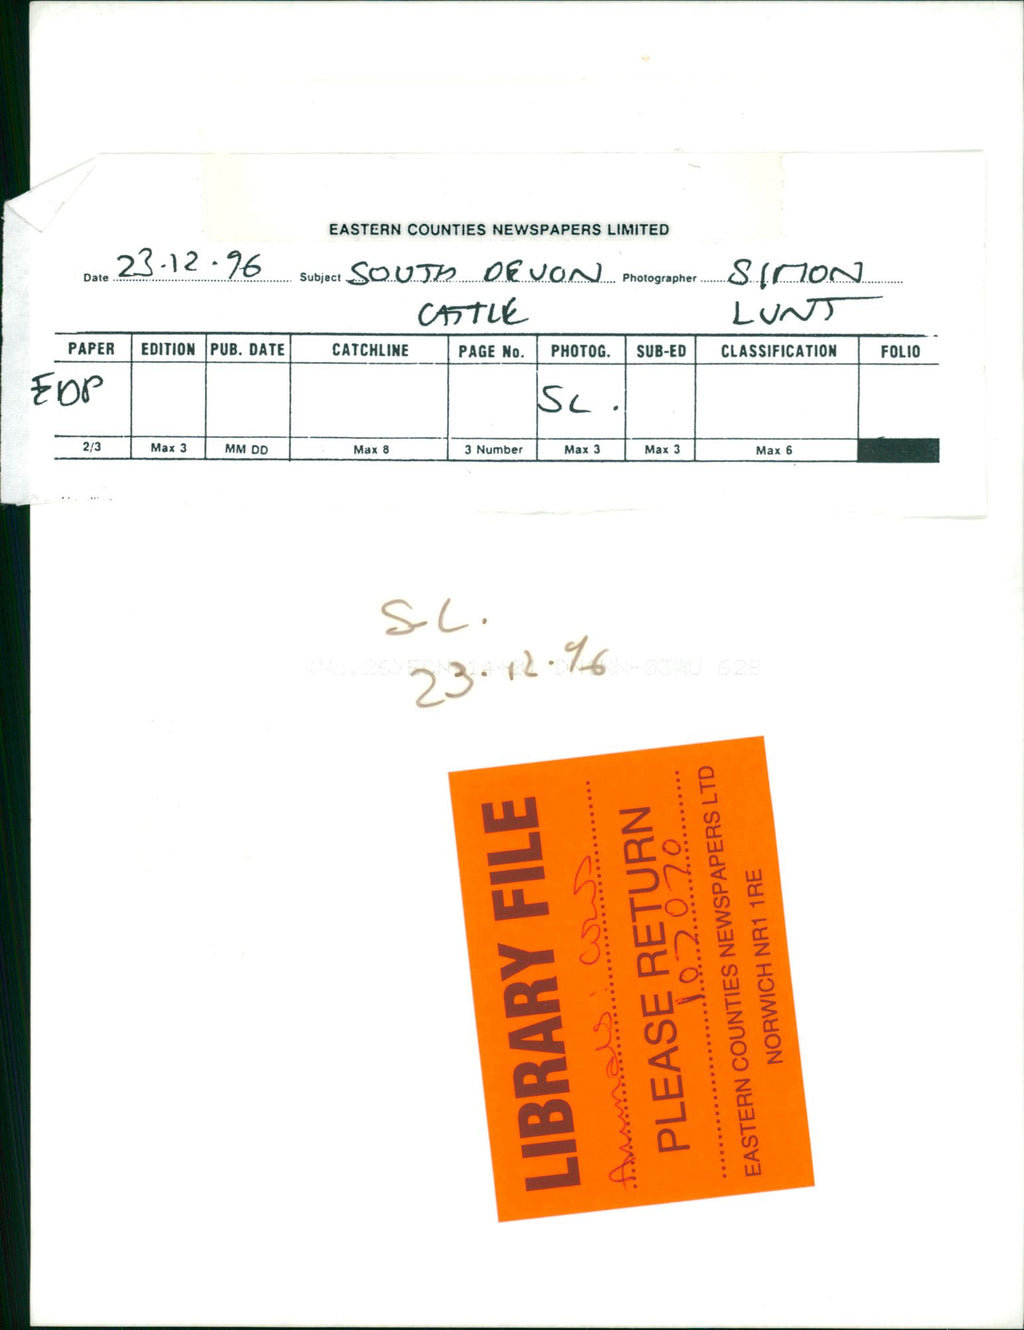 EASTERN COUNTIES NEWSPAPERS LIMITED
Date 23.12.96 Subject SOUTH DEVON Photographer SIMON
CATTLE LUNT
PAPER EDITION PUB. DATE CATCHLINE PAGE No. PHOTOG. SUB-ED CLASSIFICATION FOLIO
EDP SL.
2/3 Max 3 MM DD Max 8 3 Number Max 3 Max 3 Max 6
SL.
23.12.96
LIBRARY FILE
Animals: cows
PLEASE RETURN
107070
EASTERN COUNTIES NEWSPAPERS LTD
NORWICH NR1 1RE